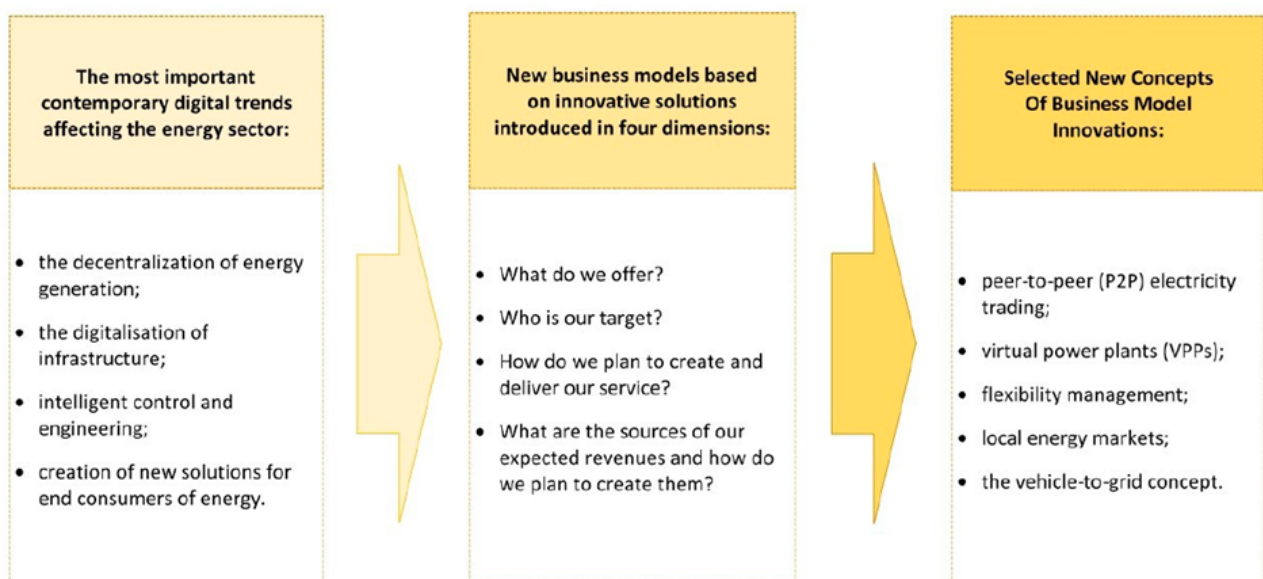 The most important
contemporary digital trends
affecting the energy sector:
• the decentralization of energy
generation;
• the digitalisation of
infrastructure;
• intelligent control and
engineering;
• creation of new solutions for
end consumers of energy.
New business models based
on innovative solutions
introduced in four dimensions:
• What do we offer?
• Who is our target?
• How do we plan to create and
deliver our service?
• What are the sources of our
expected revenues and how do
we plan to create them?
Selected New Concepts
Of Business Model
Innovations:
• peer-to-peer (P2P) electricity
trading;
• virtual power plants (VPPs);
• flexibility management;
• local energy markets;
• the vehicle-to-grid concept.